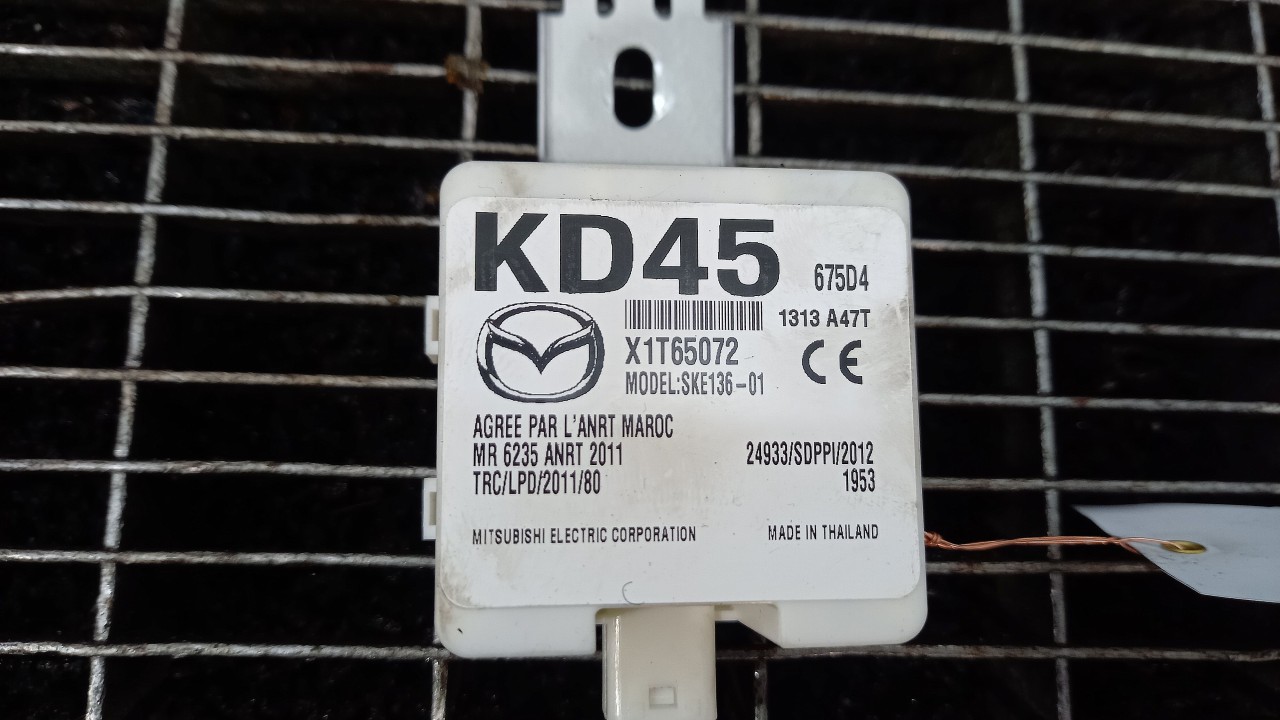 KD45 675D4
1313 A47T
X1T65072
MODEL:SKE136-01 CE
AGREE PAR L'ANRT MAROC
MR 6235 ANRT 2011 24933/SDPPI/2012
TRC/LPD/2011/80 1953
MITSUBISHI ELECTRIC CORPORATION MADE IN THAILAND